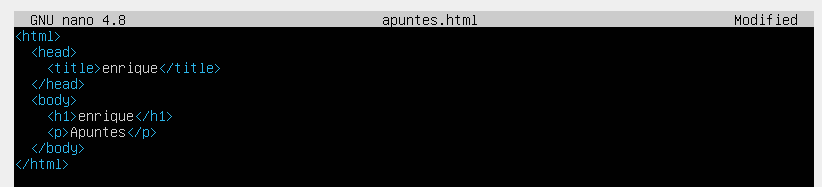 GNU nano 4.8 apuntes.html Modified
<html>
  <head>
    <title>enrique</title>
  </head>
  <body>
    <h1>enrique</h1>
    <p>Apuntes</p>
  </body>
</html>